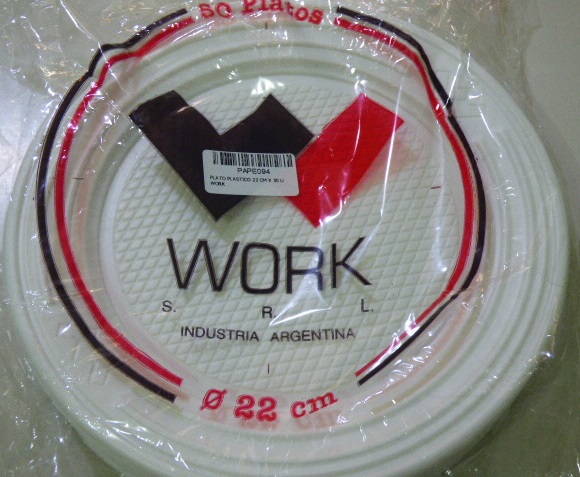 50 Platos
PAPE094
PLATO PLASTICO 22 CM X 50 U
WORK
WORK
S. R. L.
INDUSTRIA ARGENTINA
Ø 22 cm